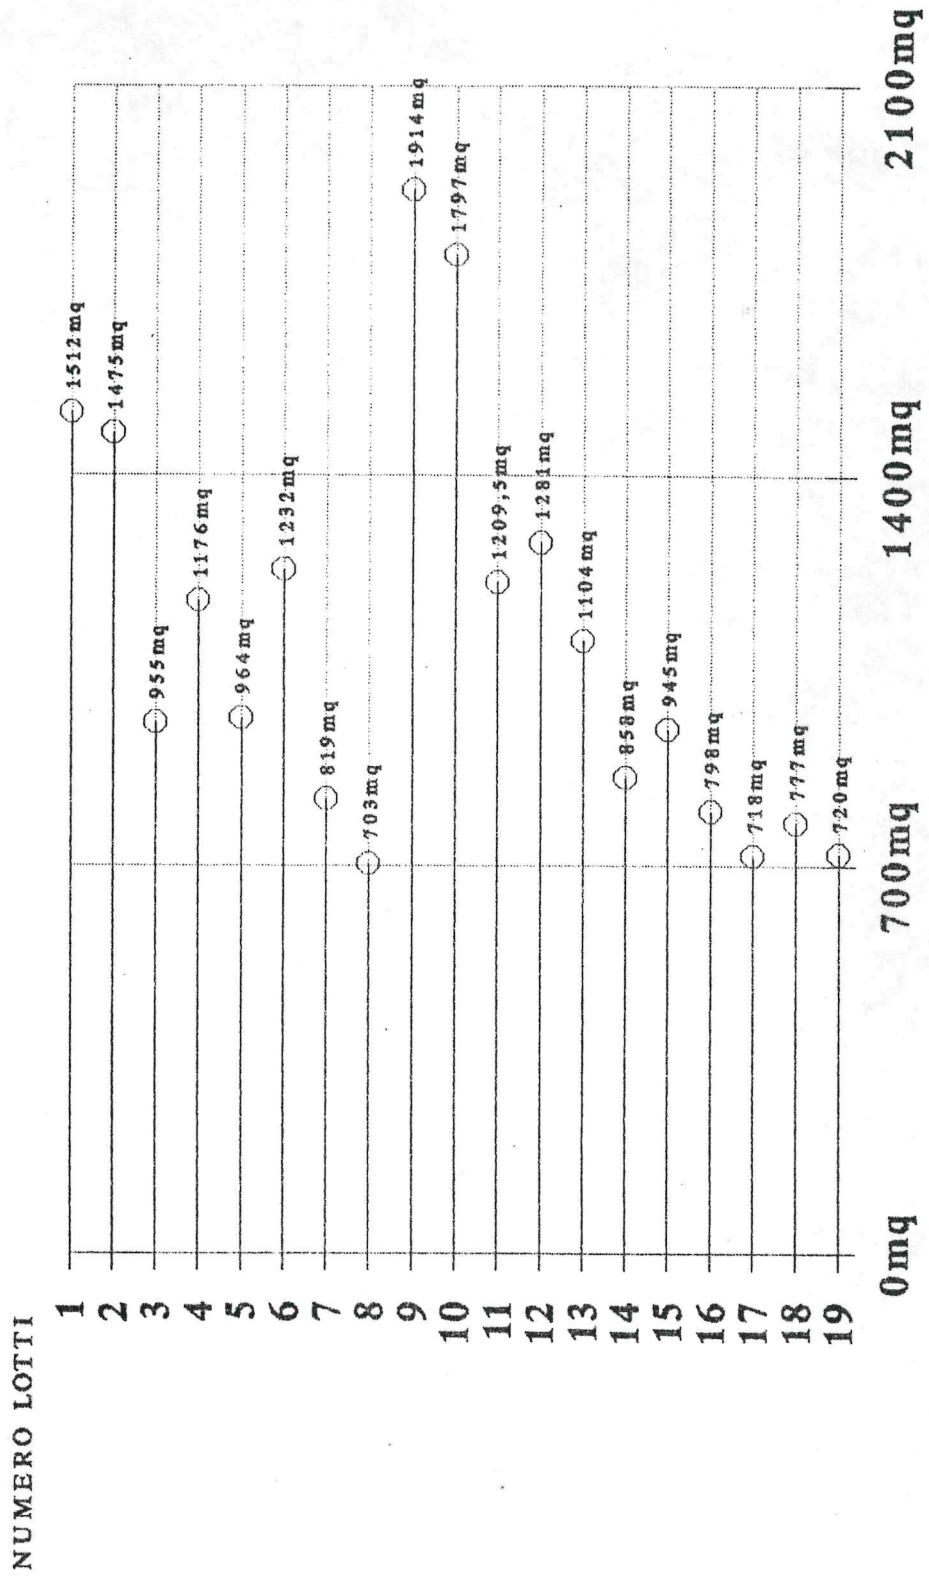 NUMERO LOTTI
1 1512mq
2 1475mq
3 955mq
4 1176mq
5 964mq
6 1232mq
7 819mq
8 703mq
9 1914mq
10 1797mq
11 1209,5mq
12 1281mq
13 1104mq
14 858mq
15 945mq
16 798mq
17 718mq
18 777mq
19 720mq
0mq 700mq 1400mq 2100mq